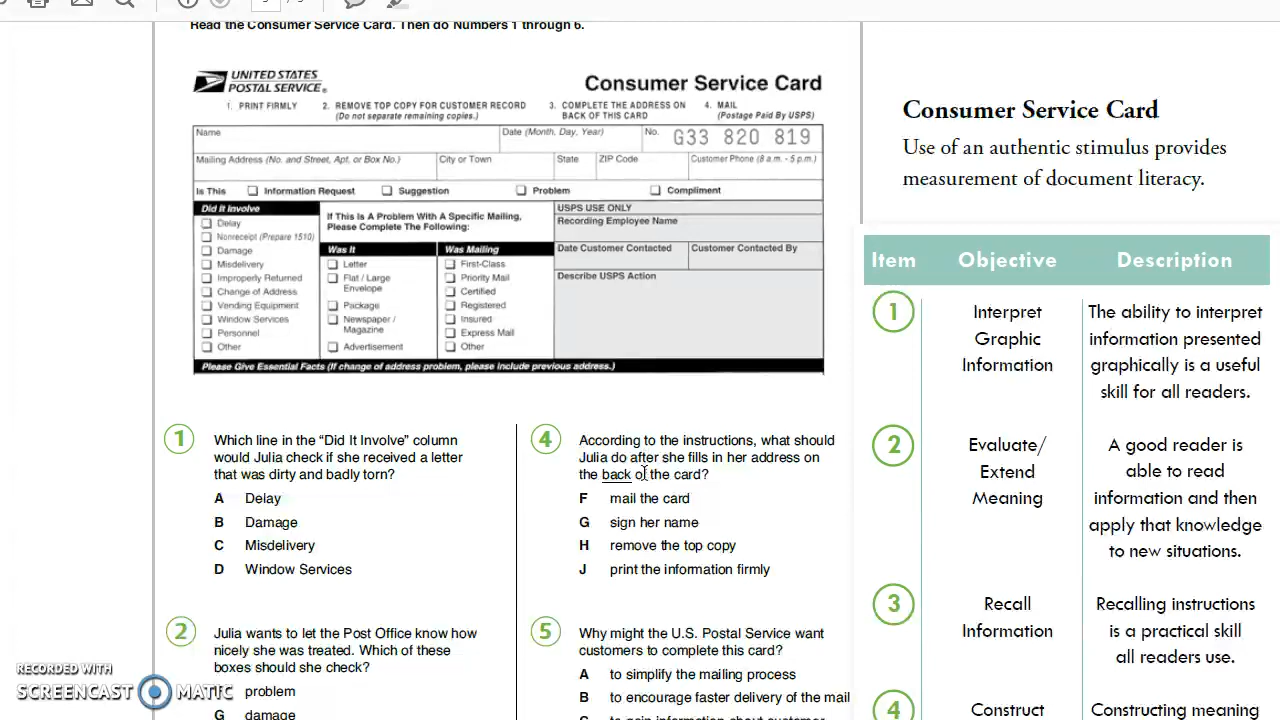 Read the Consumer Service Card. Then do Numbers 1 through 6.
UNITED STATES
POSTAL SERVICE®
Consumer Service Card
1. PRINT FIRMLY 2. REMOVE TOP COPY FOR CUSTOMER RECORD 3. COMPLETE THE ADDRESS ON 4. MAIL
(Do not separate remaining copies.) BACK OF THIS CARD (Postage Paid By USPS)
Name Date (Month, Day, Year) No. G33 820 819
Mailing Address (No. and Street, Apt. or Box No.) City or Town State ZIP Code Customer Phone (8 a.m. - 5 p.m.)
Is This Information Request Suggestion Problem Compliment
Did It Involve
Delay
Nonreceipt (Prepare 1510)
Damage
Misdelivery
Improperly Returned
Change of Address
Vending Equipment
Window Services
Personnel
Other
If This Is A Problem With A Specific Mailing,
Please Complete The Following:
Was It
Letter
Flat / Large
Envelope
Package
Newspaper /
Magazine
Advertisement
Was Mailing
First-Class
Priority Mail
Certified
Registered
Insured
Express Mail
Other
USPS USE ONLY
Recording Employee Name
Date Customer Contacted Customer Contacted By
Describe USPS Action
Please Give Essential Facts (If change of address problem, please include previous address.)
1 Which line in the “Did It Involve” column
would Julia check if she received a letter
that was dirty and badly torn?
A Delay
B Damage
C Misdelivery
D Window Services
2 Julia wants to let the Post Office know how
nicely she was treated. Which of these
boxes should she check?
problem
G damage
4 According to the instructions, what should
Julia do after she fills in her address on
the back of the card?
F mail the card
G sign her name
H remove the top copy
J print the information firmly
5 Why might the U.S. Postal Service want
customers to complete this card?
A to simplify the mailing process
B to encourage faster delivery of the mail
Consumer Service Card
Use of an authentic stimulus provides
measurement of document literacy.
Item Objective Description
1 Interpret
Graphic
Information
The ability to interpret
information presented
graphically is a useful
skill for all readers.
2 Evaluate/
Extend
Meaning
A good reader is
able to read
information and then
apply that knowledge
to new situations.
3 Recall
Information
Recalling instructions
is a practical skill
all readers use.
4 Construct
Constructing meaning
RECORDED WITH
SCREENCAST MATIC